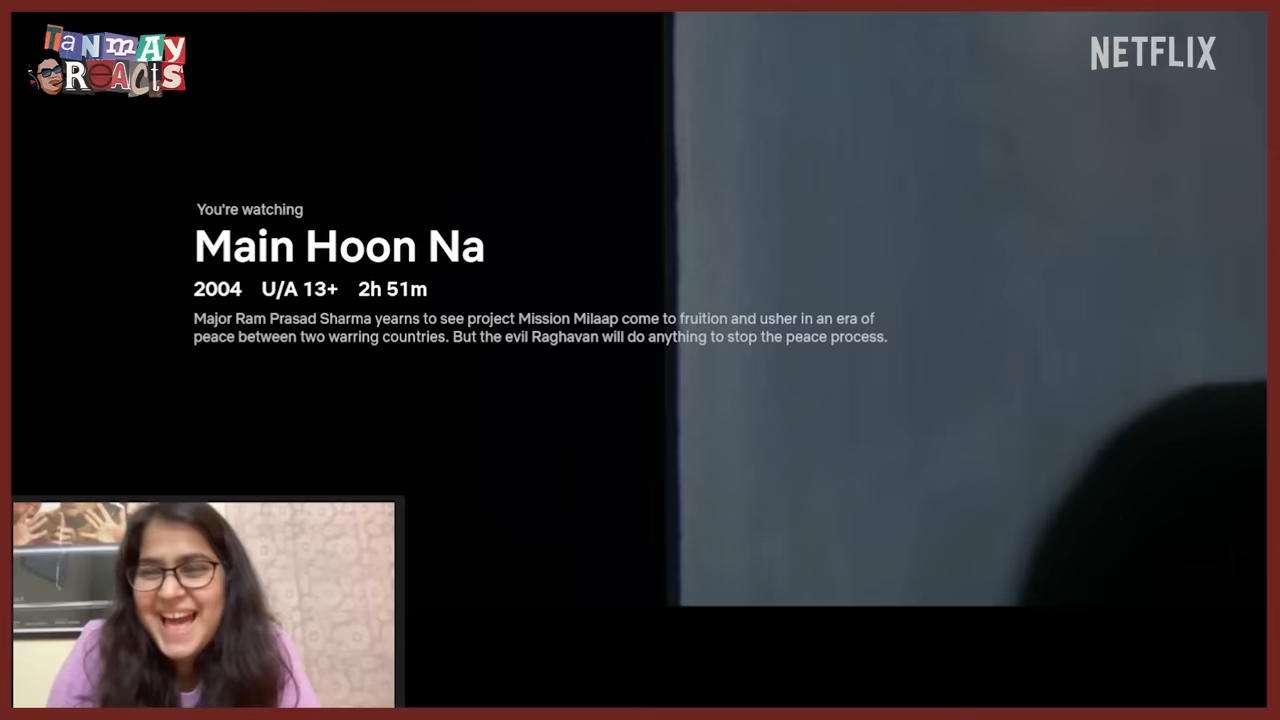 TaNmAy
ReActs
NETFLIX
You're watching
Main Hoon Na
2004 U/A 13+ 2h 51m
Major Ram Prasad Sharma yearns to see project Mission Milaap come to fruition and usher in an era of
peace between two warring countries. But the evil Raghavan will do anything to stop the peace process.